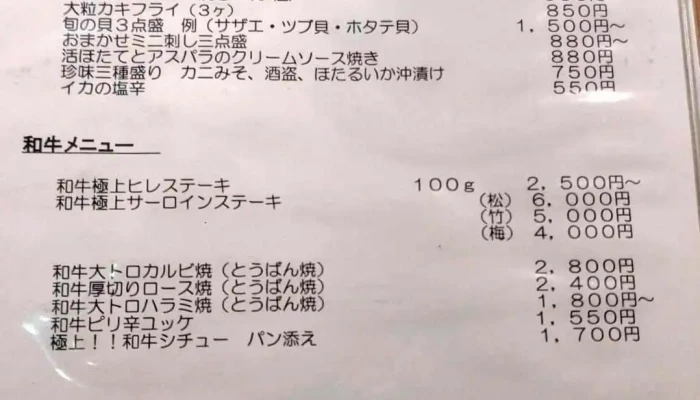 大粒カキフライ（３ヶ） ８５０円
旬の貝３点盛 例（サザエ・ツブ貝・ホタテ貝） １，５００円～
おまかせミニ刺し三点盛 ８８０円～
活ほたてとアスパラのクリームソース焼き ８８０円
珍味三種盛り カニみそ、酒盗、ほたるいか沖漬け ７５０円
イカの塩辛 ５５０円
和牛メニュー
和牛極上ヒレステーキ １００ｇ ２，５００円～
和牛極上サーロインステーキ （松） ６，０００円
（竹） ５，０００円
（梅） ４，０００円
和牛大トロカルビ焼（とうばん焼） ２，８００円
和牛厚切りロース焼（とうばん焼） ２，４００円
和牛大トロハラミ焼（とうばん焼） １，８００円～
和牛ピリ辛ユッケ １，５５０円
極上！！和牛シチュー パン添え １，７００円